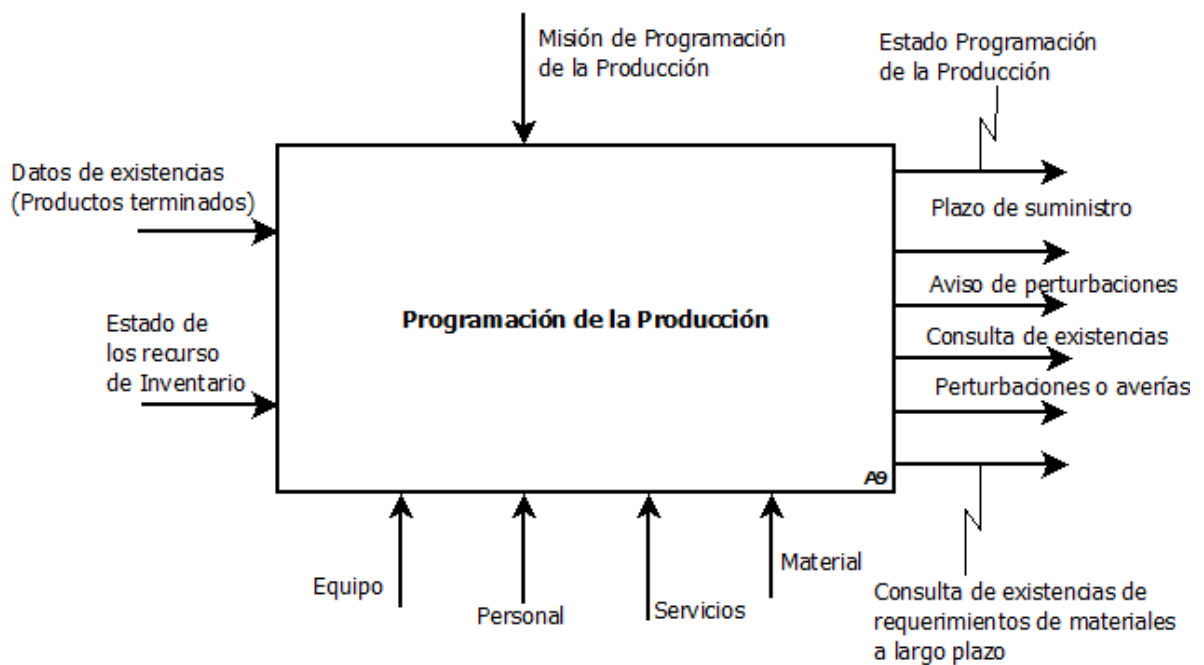 Misión de Programación
de la Producción
Estado Programación
de la Producción
Datos de existencias
(Productos terminados)
Plazo de suministro
Aviso de perturbaciones
Programación de la Producción
Estado de
los recurso
de Inventario
Consulta de existencias
Perturbaciones o averías
A9
Equipo
Personal
Servicios
Material
Consulta de existencias de
requerimientos de materiales
a largo plazo